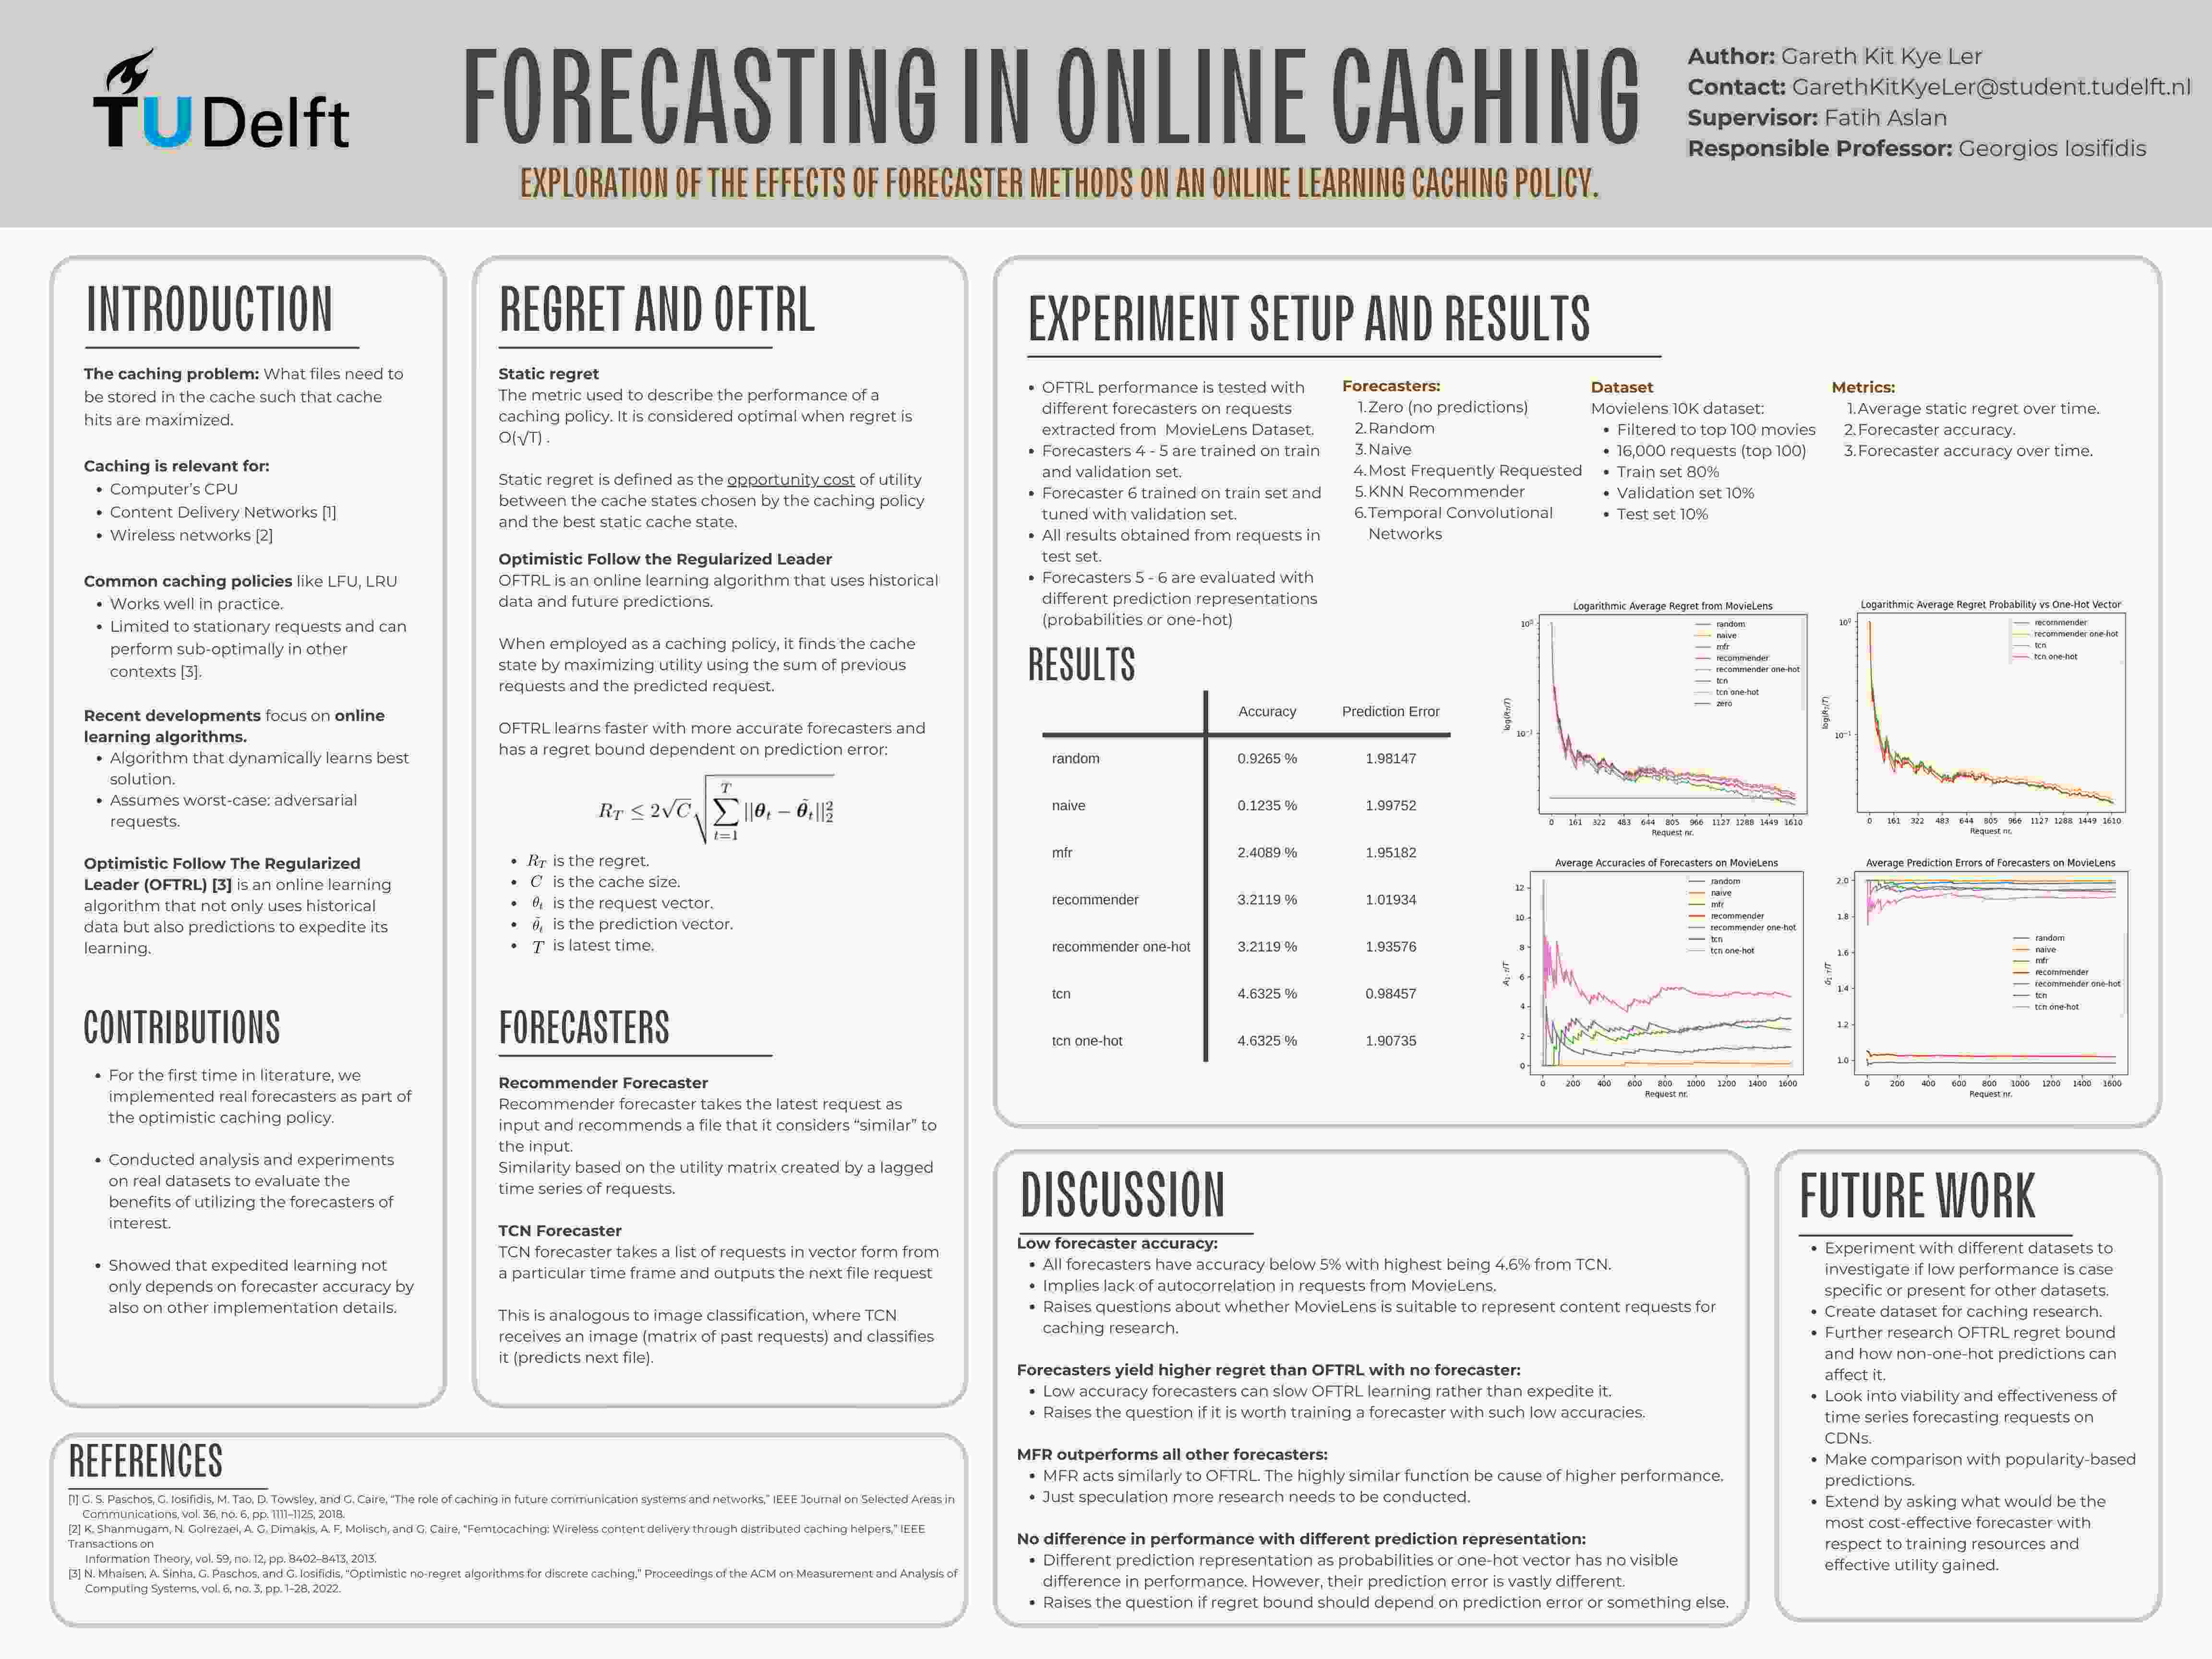 TU Delft
FORECASTING IN ONLINE CACHING
EXPLORATION OF THE EFFECTS OF FORECASTER METHODS ON AN ONLINE LEARNING CACHING POLICY.
Author: Gareth Kit Kye Ler
Contact: GarethKitKyeLer@student.tudelft.nl
Supervisor: Fatih Aslan
Responsible Professor: Georgios Iosifidis
INTRODUCTION
The caching problem: What files need to
be stored in the cache such that cache
hits are maximized.
Caching is relevant for:
• Computer's CPU
• Content Delivery Networks [1]
• Wireless networks [2]
Common caching policies like LFU, LRU
• Works well in practice.
• Limited to stationary requests and can
perform sub-optimally in other
contexts [3].
Recent developments focus on online
learning algorithms.
• Algorithm that dynamically learns best
solution.
• Assumes worst-case: adversarial
requests.
Optimistic Follow The Regularized
Leader (OFTRL) [3] is an online learning
algorithm that not only uses historical
data but also predictions to expedite its
learning.
CONTRIBUTIONS
• For the first time in literature, we
implemented real forecasters as part of
the optimistic caching policy.
• Conducted analysis and experiments
on real datasets to evaluate the
benefits of utilizing the forecasters of
interest.
• Showed that expedited learning not
only depends on forecaster accuracy by
also on other implementation details.
REGRET AND OFTRL
Static regret
The metric used to describe the performance of a
caching policy. It is considered optimal when regret is
O(√T) .
Static regret is defined as the opportunity cost of utility
between the cache states chosen by the caching policy
and the best static cache state.
Optimistic Follow the Regularized Leader
OFTRL is an online learning algorithm that uses historical
data and future predictions.
When employed as a caching policy, it finds the cache
state by maximizing utility using the sum of previous
requests and the predicted request.
OFTRL learns faster with more accurate forecasters and
has a regret bound dependent on prediction error:
R_T ≤ 2√C √(∑_{t=1}^{T} ||θ_t − θ̃_t||²₂)
• R_T is the regret.
• C is the cache size.
• θ_t is the request vector.
• θ̃_t is the prediction vector.
• T is latest time.
FORECASTERS
Recommender Forecaster
Recommender forecaster takes the latest request as
input and recommends a file that it considers “similar” to
the input.
Similarity based on the utility matrix created by a lagged
time series of requests.
TCN Forecaster
TCN forecaster takes a list of requests in vector form from
a particular time frame and outputs the next file request
This is analogous to image classification, where TCN
receives an image (matrix of past requests) and classifies
it (predicts next file).
REFERENCES
[1] G. S. Paschos, G. Iosifidis, M. Tao, D. Towsley, and G. Caire, “The role of caching in future communication systems and networks,” IEEE Journal on Selected Areas in
Communications, vol. 36, no. 6, pp. 1111–1125, 2018.
[2] K. Shanmugam, N. Golrezaei, A. G. Dimakis, A. F. Molisch, and G. Caire, “Femtocaching: Wireless content delivery through distributed caching helpers,” IEEE
Transactions on
Information Theory, vol. 59, no. 12, pp. 8402–8413, 2013.
[3] N. Mhaisen, A. Sinha, G. Paschos, and G. Iosifidis, “Optimistic no-regret algorithms for discrete caching,” Proceedings of the ACM on Measurement and Analysis of
Computing Systems, vol. 6, no. 3, pp. 1–28, 2022.
EXPERIMENT SETUP AND RESULTS
• OFTRL performance is tested with
different forecasters on requests
extracted from MovieLens Dataset.
• Forecasters 4 - 5 are trained on train
and validation set.
• Forecaster 6 trained on train set and
tuned with validation set.
• All results obtained from requests in
test set.
• Forecasters 5 - 6 are evaluated with
different prediction representations
(probabilities or one-hot)
Forecasters:
1. Zero (no predictions)
2. Random
3. Naive
4. Most Frequently Requested
5. KNN Recommender
6. Temporal Convolutional
Networks
Dataset
Movielens 10K dataset:
• Filtered to top 100 movies
• 16,000 requests (top 100)
• Train set 80%
• Validation set 10%
• Test set 10%
Metrics:
1. Average static regret over time.
2. Forecaster accuracy.
3. Forecaster accuracy over time.
RESULTS
Accuracy Prediction Error
random 0.9265 % 1.98147
naive 0.1235 % 1.99752
mfr 2.4089 % 1.95182
recommender 3.2119 % 1.01934
recommender one-hot 3.2119 % 1.93576
tcn 4.6325 % 0.98457
tcn one-hot 4.6325 % 1.90735
Logarithmic Average Regret from MovieLens
random
naive
mfr
recommender
recommender one-hot
tcn
tcn one-hot
zero
10⁰
10⁻¹
log(R_T/T)
0 161 322 483 644 805 966 1127 1288 1449 1610
Request nr.
Logarithmic Average Regret Probability vs One-Hot Vector
recommender
recommender one-hot
tcn
tcn one-hot
10⁰
10⁻¹
log(R_T/T)
0 161 322 483 644 805 966 1127 1288 1449 1610
Request nr.
Average Accuracies of Forecasters on MovieLens
random
naive
mfr
recommender
recommender one-hot
tcn
tcn one-hot
12
10
8
6
4
2
0
0 200 400 600 800 1000 1200 1400 1600
Request nr.
Average Prediction Errors of Forecasters on MovieLens
random
naive
mfr
recommender
recommender one-hot
tcn
tcn one-hot
2.0
1.8
1.6
1.4
1.2
1.0
0 200 400 600 800 1000 1200 1400 1600
Request nr.
DISCUSSION
Low forecaster accuracy:
• All forecasters have accuracy below 5% with highest being 4.6% from TCN.
• Implies lack of autocorrelation in requests from MovieLens.
• Raises questions about whether MovieLens is suitable to represent content requests for
caching research.
Forecasters yield higher regret than OFTRL with no forecaster:
• Low accuracy forecasters can slow OFTRL learning rather than expedite it.
• Raises the question if it is worth training a forecaster with such low accuracies.
MFR outperforms all other forecasters:
• MFR acts similarly to OFTRL. The highly similar function be cause of higher performance.
• Just speculation more research needs to be conducted.
No difference in performance with different prediction representation:
• Different prediction representation as probabilities or one-hot vector has no visible
difference in performance. However, their prediction error is vastly different.
• Raises the question if regret bound should depend on prediction error or something else.
FUTURE WORK
• Experiment with different datasets to
investigate if low performance is case
specific or present for other datasets.
• Create dataset for caching research.
• Further research OFTRL regret bound
and how non-one-hot predictions can
affect it.
• Look into viability and effectiveness of
time series forecasting requests on
CDNs.
• Make comparison with popularity-based
predictions.
• Extend by asking what would be the
most cost-effective forecaster with
respect to training resources and
effective utility gained.